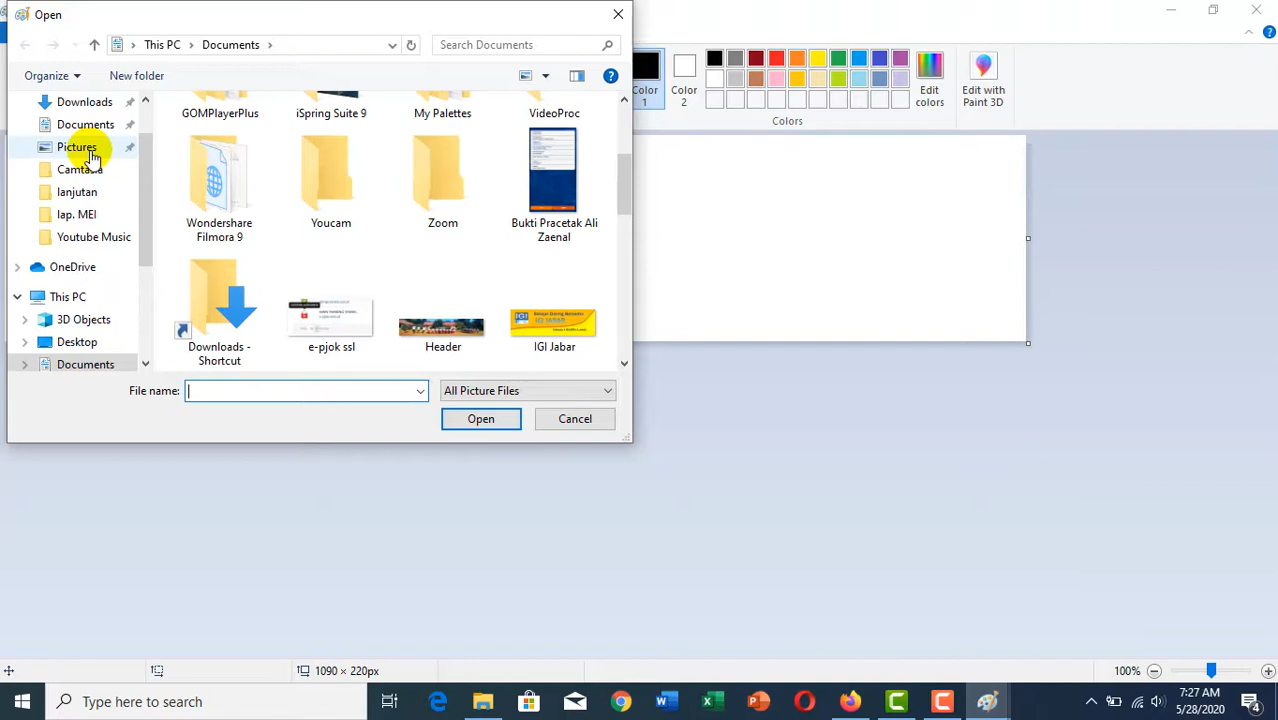 Open
This PC
Documents
Search Documents
Organize
New folder
Downloads
Documents
Pictures
lanjutan
lap. MEI
Youtube Music
OneDrive
This PC
3D Objects
Desktop
Documents
GOMPlayerPlus
iSpring Suite 9
My Palettes
VideoProc
Wondershare
Filmora 9
Youcam
Zoom
Bukti Pracetak Ali
Zaenal
Downloads -
Shortcut
e-pjok ssl
Header
IGI Jabar
File name:
All Picture Files
Open
Cancel
Color
1
Color
2
Edit
colors
Edit with
Paint 3D
Colors
1090 × 220px
100%
Type here to search
7:27 AM
5/28/2020
4